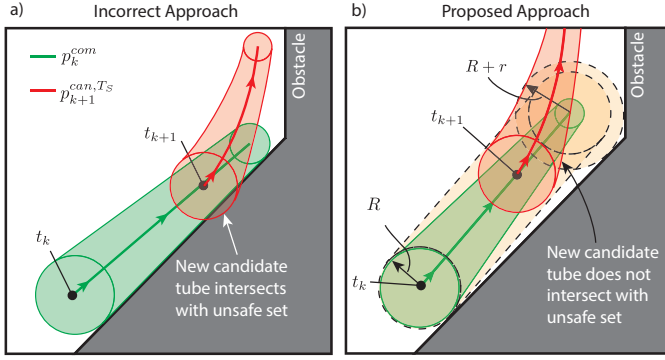 a)
Incorrect Approach
p_k^{com}
p_{k+1}^{can,T_S}
Obstacle
t_{k+1}
t_k
New candidate
tube intersects
with unsafe set
b)
Proposed Approach
Obstacle
R + r
t_{k+1}
R
t_k
New candidate
tube does not
intersect with
unsafe set